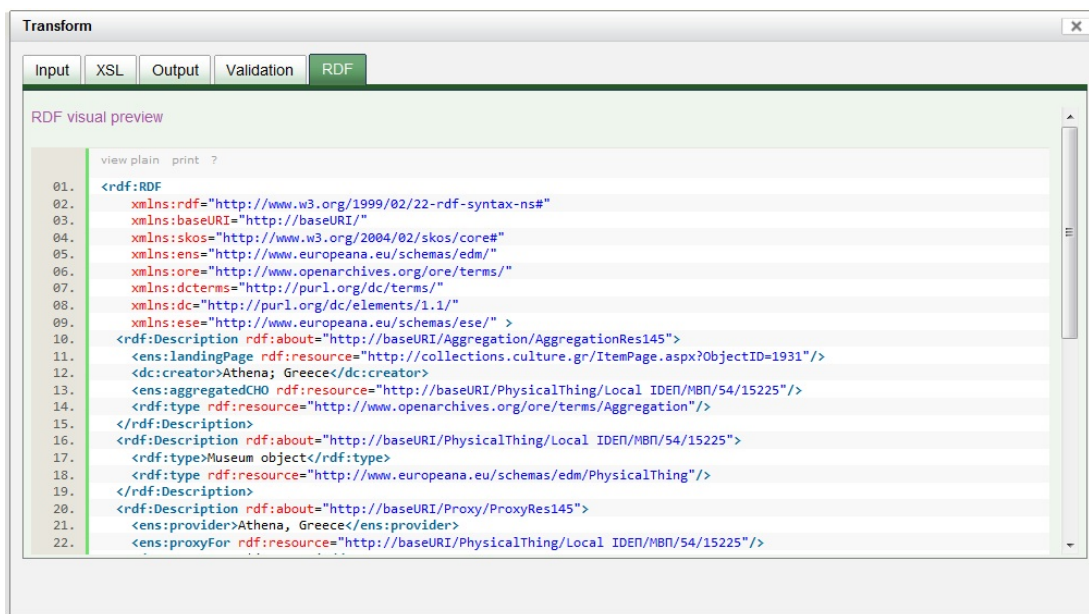 Transform
Input XSL Output Validation RDF
RDF visual preview
view plain print ?
01. <rdf:RDF
02. xmlns:rdf="http://www.w3.org/1999/02/22-rdf-syntax-ns#"
03. xmlns:baseURI="http://baseURI/"
04. xmlns:skos="http://www.w3.org/2004/02/skos/core#"
05. xmlns:ens="http://www.europeana.eu/schemas/edm/"
06. xmlns:ore="http://www.openarchives.org/ore/terms/"
07. xmlns:dcterms="http://purl.org/dc/terms/"
08. xmlns:dc="http://purl.org/dc/elements/1.1/"
09. xmlns:ese="http://www.europeana.eu/schemas/ese/" >
10. <rdf:Description rdf:about="http://baseURI/Aggregation/AggregationRes145">
11. <ens:landingPage rdf:resource="http://collections.culture.gr/ItemPage.aspx?ObjectID=1931"/>
12. <dc:creator>Athena; Greece</dc:creator>
13. <ens:aggregatedCHO rdf:resource="http://baseURI/PhysicalThing/Local IDΕΠ/ΜΒΠ/54/15225"/>
14. <rdf:type rdf:resource="http://www.openarchives.org/ore/terms/Aggregation"/>
15. </rdf:Description>
16. <rdf:Description rdf:about="http://baseURI/PhysicalThing/Local IDΕΠ/ΜΒΠ/54/15225">
17. <rdf:type>Museum object</rdf:type>
18. <rdf:type rdf:resource="http://www.europeana.eu/schemas/edm/PhysicalThing"/>
19. </rdf:Description>
20. <rdf:Description rdf:about="http://baseURI/Proxy/ProxyRes145">
21. <ens:provider>Athena, Greece</ens:provider>
22. <ens:proxyFor rdf:resource="http://baseURI/PhysicalThing/Local IDΕΠ/ΜΒΠ/54/15225"/>